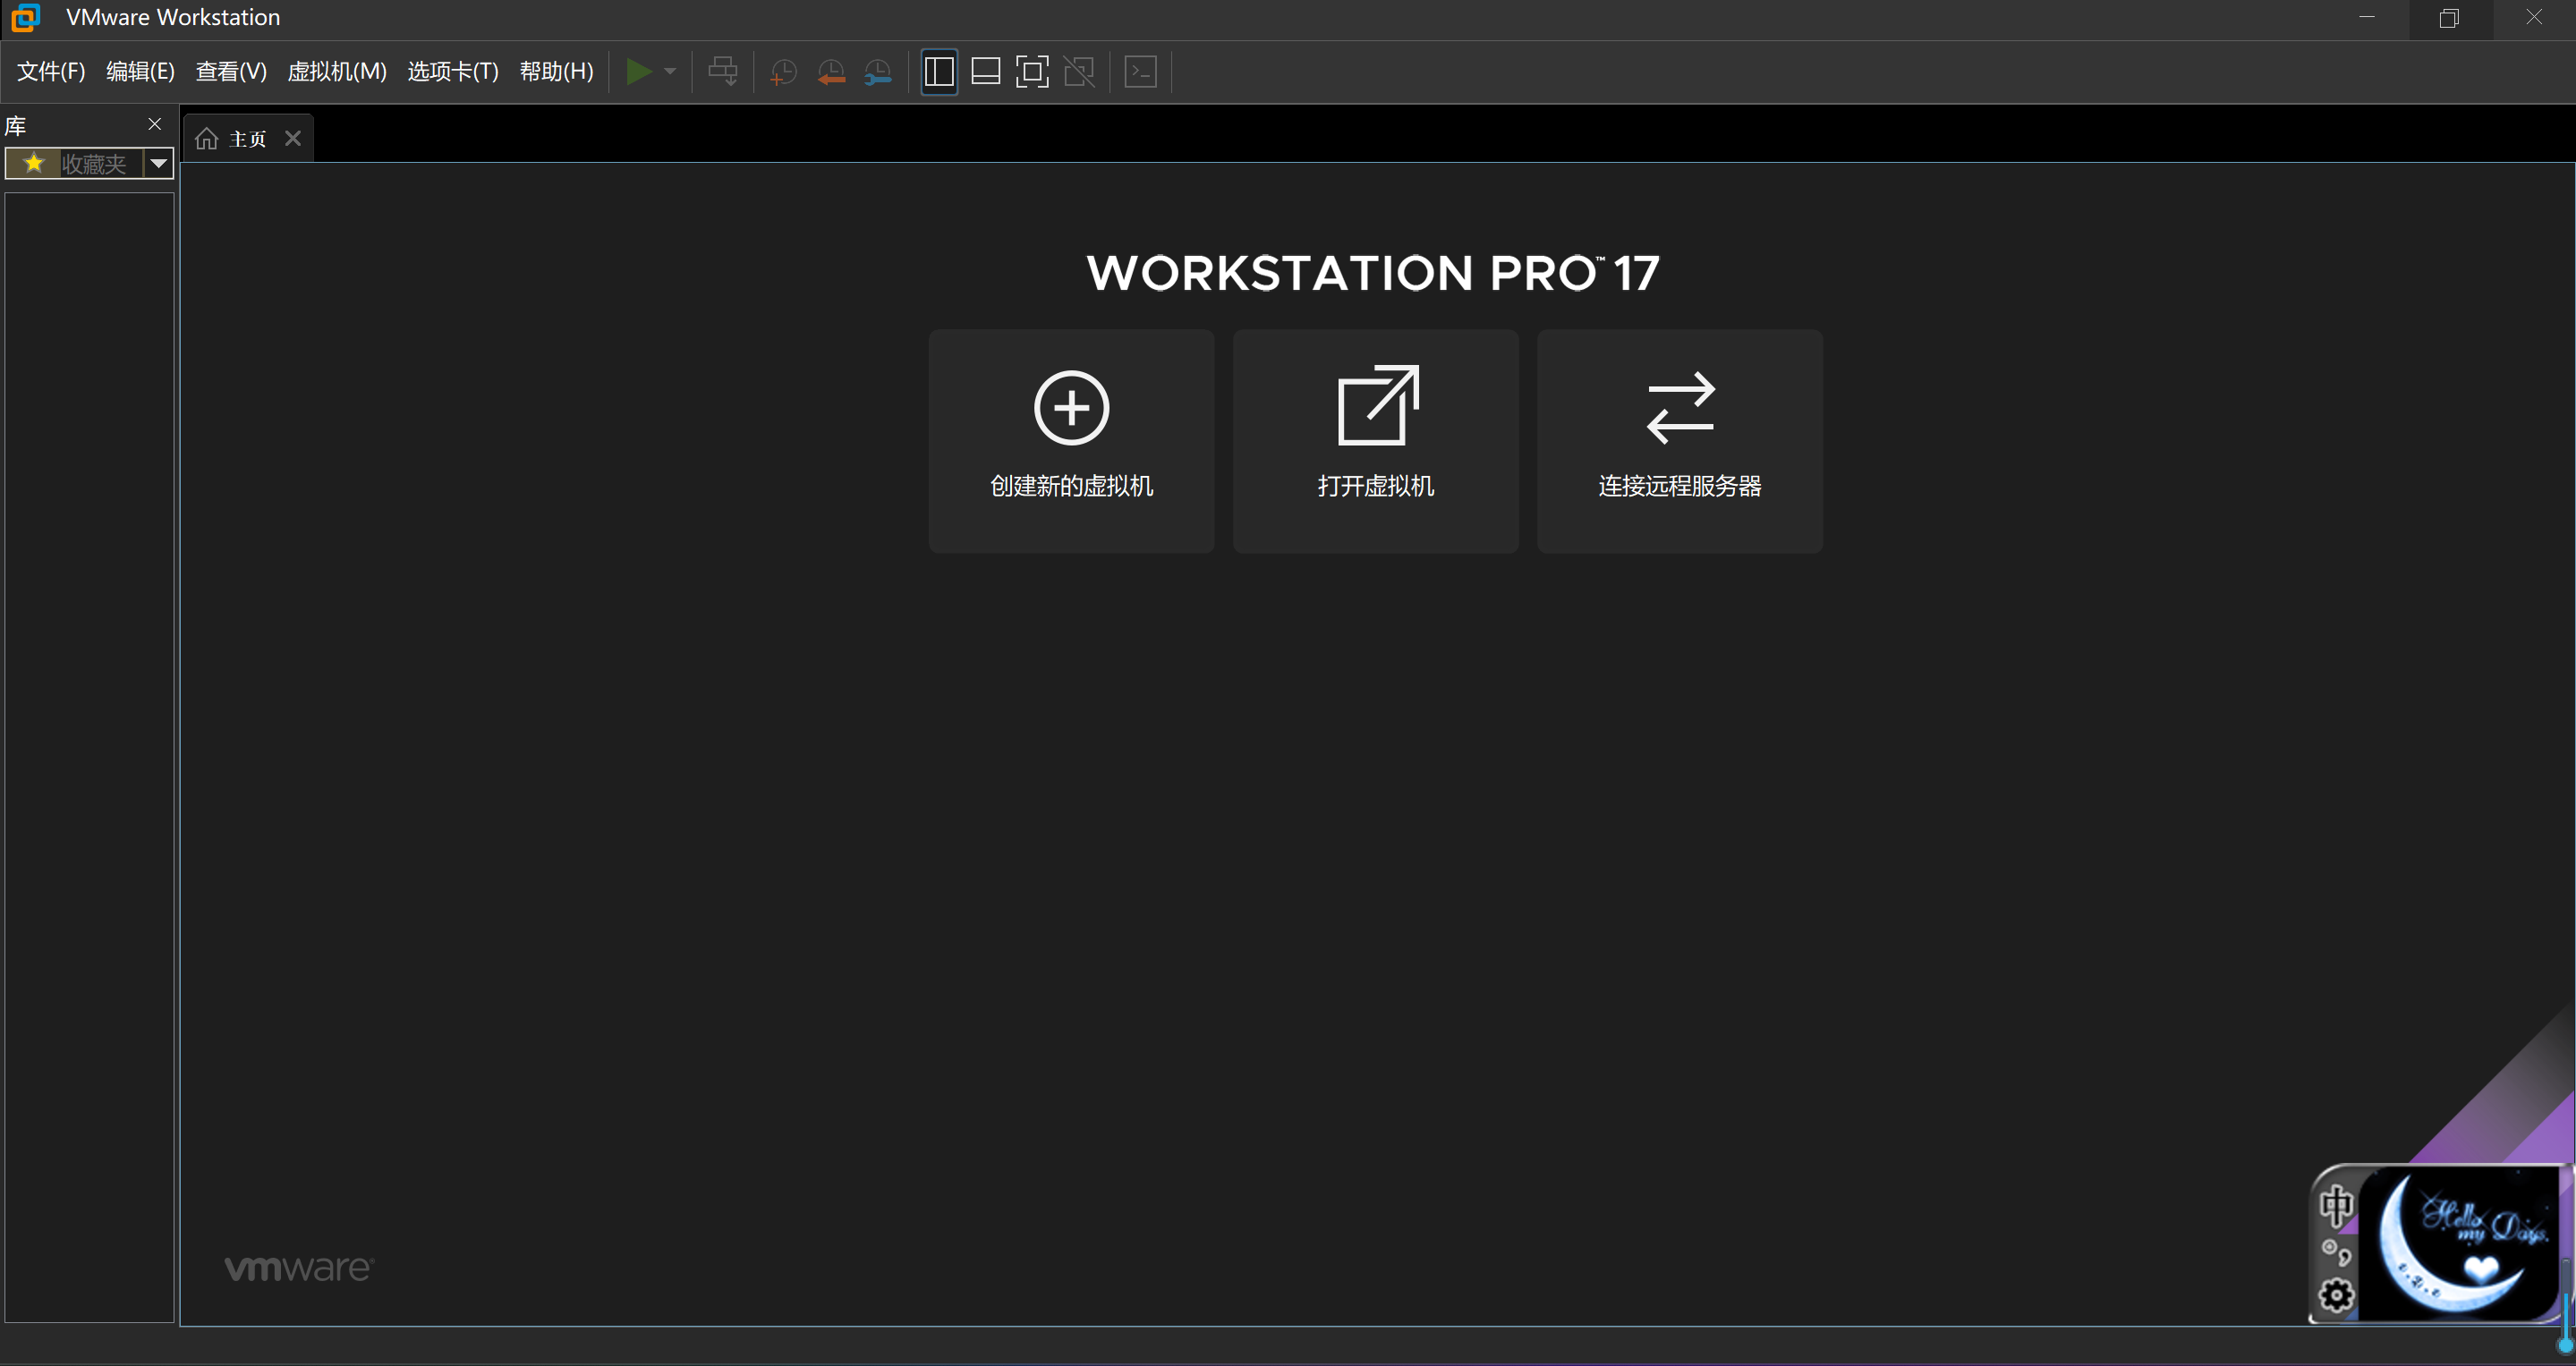 VMware Workstation
文件(F) 编辑(E) 查看(V) 虚拟机(M) 选项卡(T) 帮助(H)
库
主页
收藏夹
WORKSTATION PRO™ 17
创建新的虚拟机 打开虚拟机 连接远程服务器
中
Hello
my Days.
vmware®